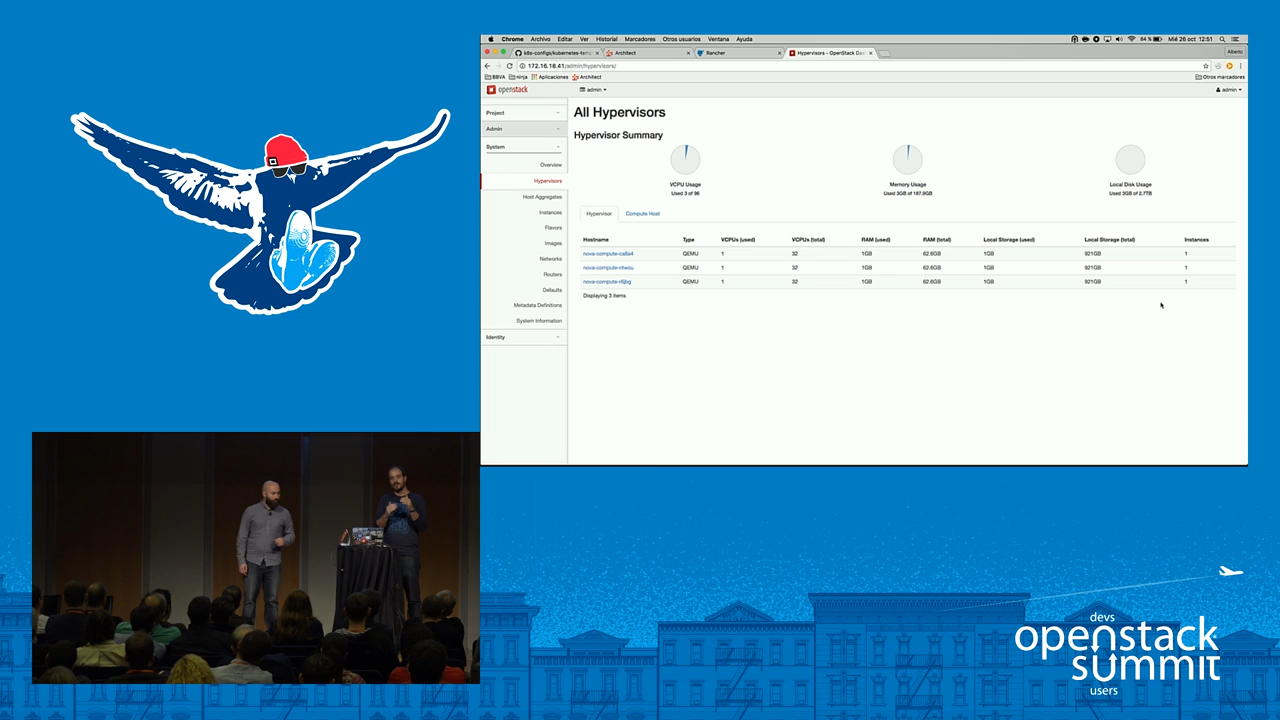 Chrome Archivo Editar Ver Historial Marcadores Otros usuarios Ventana Ayuda
84 % Mié 26 oct 12:51
k8s-configs/kubernetes-temp Architect Rancher Hypervisors - OpenStack Das Alberto
172.16.18.41/admin/hypervisors/
BBVA ninja Aplicaciones Architect Otros marcadores
openstack admin admin
Project
Admin
System
Overview
Hypervisors
Host Aggregates
Instances
Flavors
Images
Networks
Routers
Defaults
Metadata Definitions
System Information
Identity
All Hypervisors
Hypervisor Summary
VCPU Usage
Used 3 of 96
Memory Usage
Used 3GB of 187.9GB
Local Disk Usage
Used 3GB of 2.7TB
Hypervisor Compute Host
Hostname Type VCPUs (used) VCPUs (total) RAM (used) RAM (total) Local Storage (used) Local Storage (total) Instances
QEMU 1 32 1GB 62.6GB 1GB 921GB 1
QEMU 1 32 1GB 62.6GB 1GB 921GB 1
QEMU 1 32 1GB 62.6GB 1GB 921GB 1
Displaying 3 items
devs
openstack
summit
users